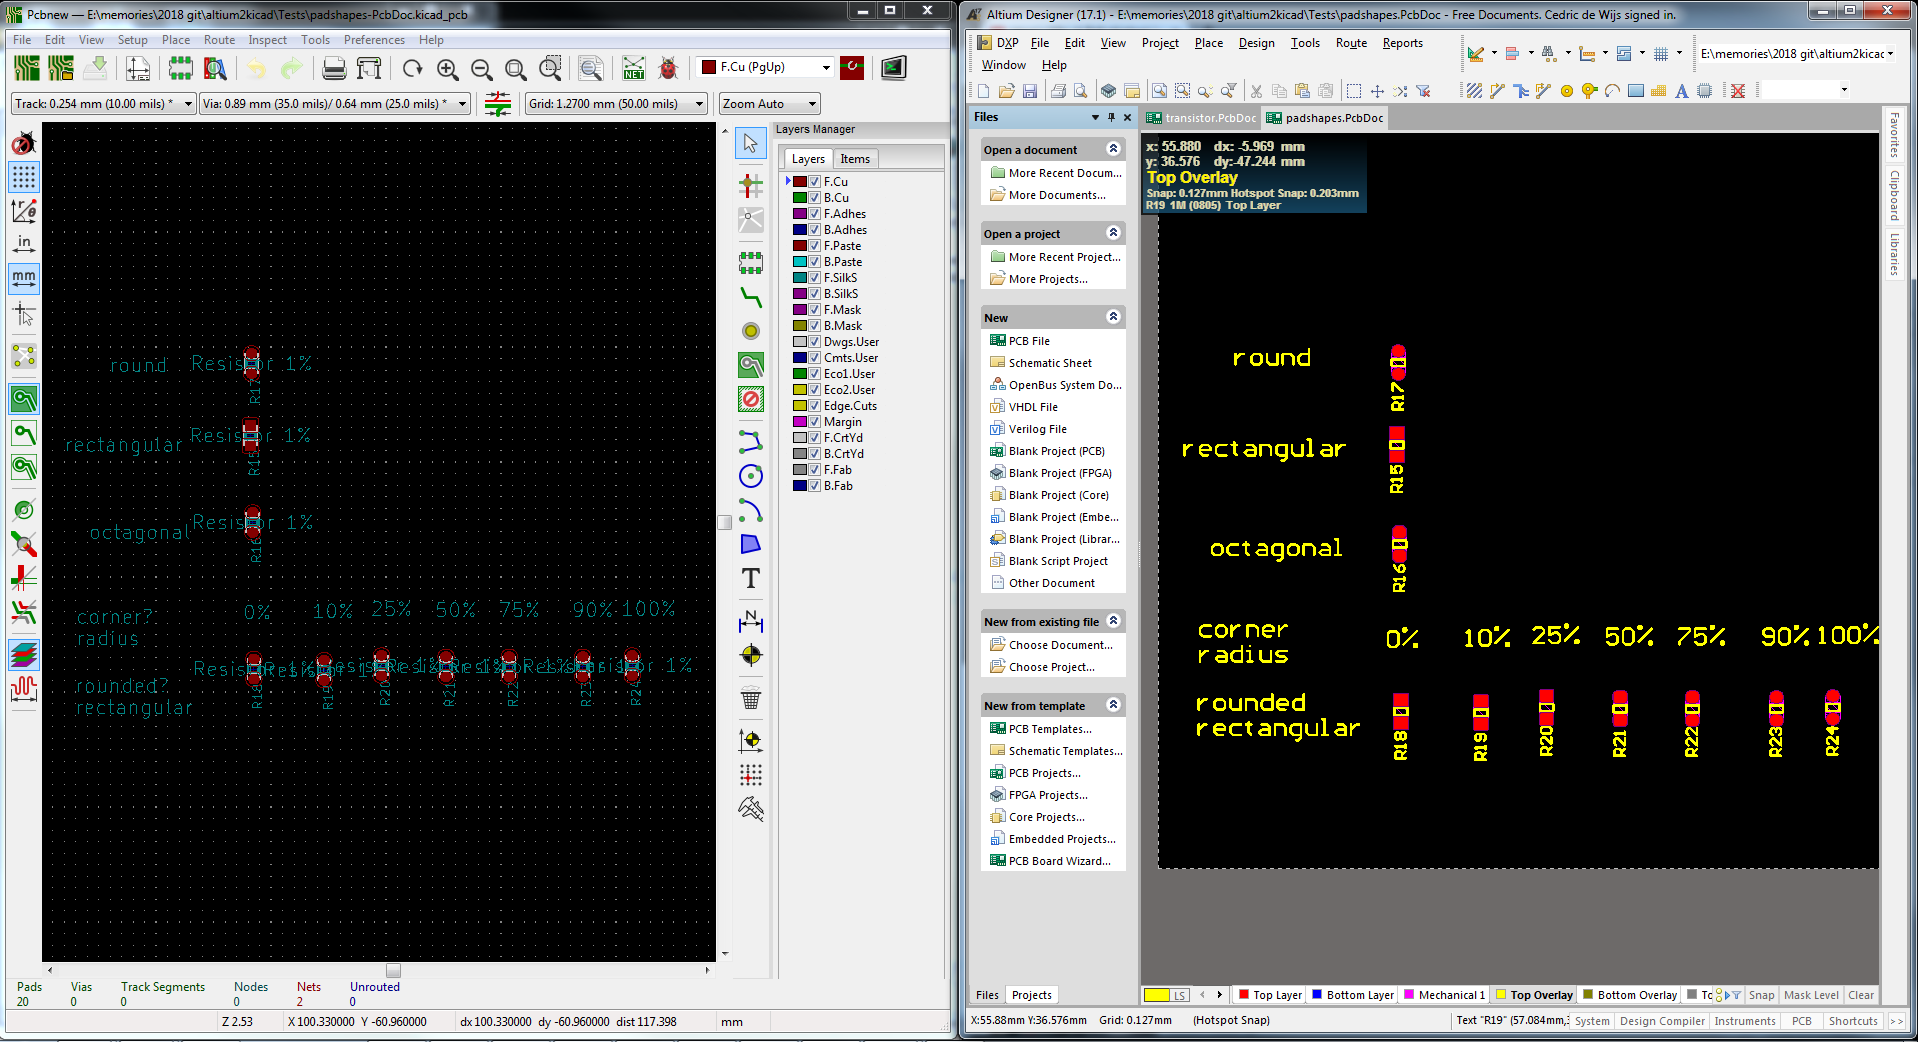 Pcbnew — E:\memories\2018 git\altium2kicad\Tests\padshapes-PcbDoc.kicad_pcb
File Edit View Setup Place Route Inspect Tools Preferences Help
F.Cu (PgUp)
Track: 0.254 mm (10.00 mils) *
Via: 0.89 mm (35.0 mils)/ 0.64 mm (25.0 mils) *
Grid: 1.2700 mm (50.00 mils)
Zoom Auto
in
mm
Layers Manager
Layers Items
F.Cu
B.Cu
F.Adhes
B.Adhes
F.Paste
B.Paste
F.SilkS
B.SilkS
F.Mask
B.Mask
Dwgs.User
Cmts.User
Eco1.User
Eco2.User
Edge.Cuts
Margin
F.CrtYd
B.CrtYd
F.Fab
B.Fab
round Resistor 1%
R17
rectangular Resistor 1%
R15
octagonal Resistor 1%
R16
corner?
radius
0% 10% 25% 50% 75% 90% 100%
rounded?
rectangular
R18 R19 R20 R21 R22 R23 R24
Pads Vias Track Segments Nodes Nets Unrouted
20 0 0 0 2 0
Z 2.53 X 100.330000 Y -60.960000 dx 100.330000 dy -60.960000 dist 117.398 mm
Altium Designer (17.1) - E:\memories\2018 git\altium2kicad\Tests\padshapes.PcbDoc - Free Documents. Cedric de Wijs signed in.
DXP File Edit View Project Place Design Tools Route Reports
Window Help
E:\memories\2018 git\altium2kicad
Files
Open a document
More Recent Docum...
More Documents...
Open a project
More Recent Project...
More Projects...
New
PCB File
Schematic Sheet
OpenBus System Do...
VHDL File
Verilog File
Blank Project (PCB)
Blank Project (FPGA)
Blank Project (Core)
Blank Project (Embe...
Blank Project (Librar...
Blank Script Project
Other Document
New from existing file
Choose Document...
Choose Project...
New from template
PCB Templates...
Schematic Templates...
PCB Projects...
FPGA Projects...
Core Projects...
Embedded Projects...
PCB Board Wizard...
Files Projects
transistor.PcbDoc padshapes.PcbDoc
x: 55.880 dx: -5.969 mm
y: 36.576 dy:-47.244 mm
Top Overlay
Snap: 0.127mm Hotspot Snap: 0.203mm
R19 1M (0805) Top Layer
round
R17
rectangular
R15
octagonal
R16
corner
radius
0% 10% 25% 50% 75% 90% 100%
rounded
rectangular
R18 R19 R20 R21 R22 R23 R24
Favorites
Clipboard
Libraries
LS Top Layer Bottom Layer Mechanical 1 Top Overlay Bottom Overlay Snap Mask Level Clear
X:55.88mm Y:36.576mm Grid: 0.127mm (Hotspot Snap) Text "R19" (57.084mm, System Design Compiler Instruments PCB Shortcuts >>